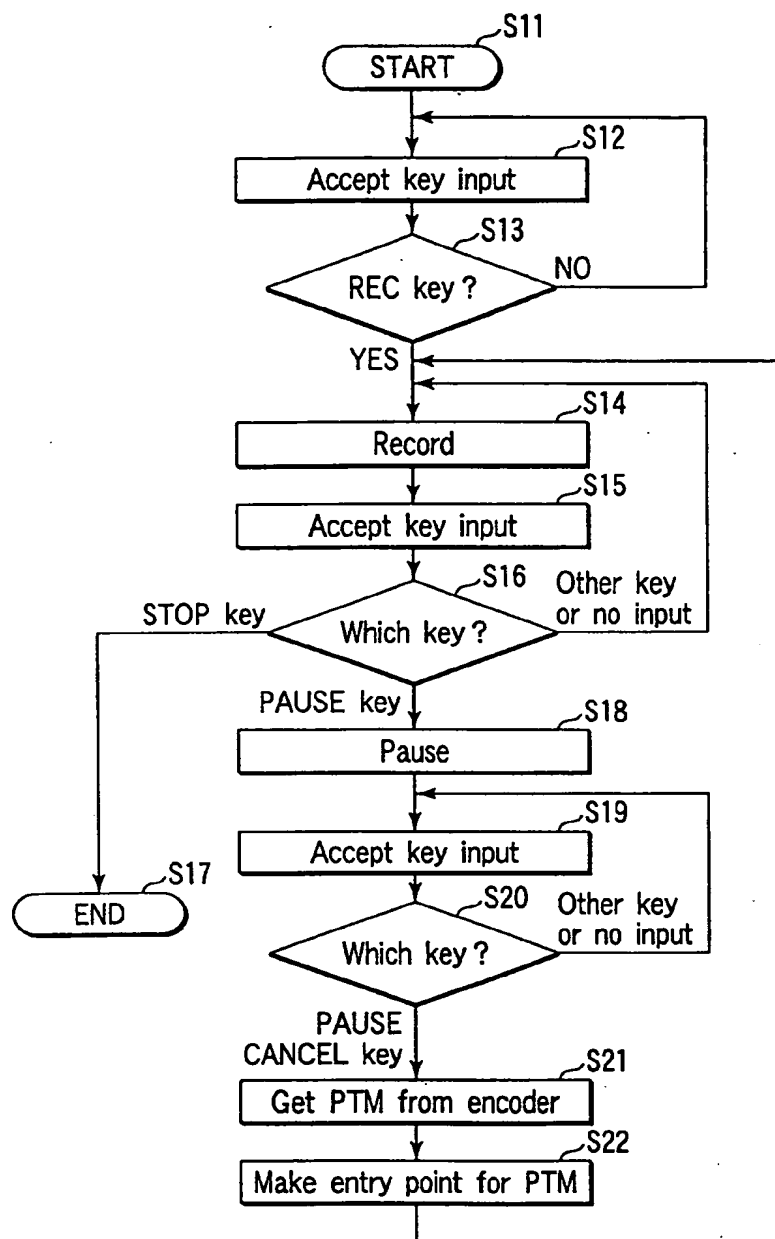 S11
START
S12
Accept key input
S13
REC key?
NO
YES
S14
Record
S15
Accept key input
S16
Other key
or no input
STOP key
Which key?
PAUSE key
S18
Pause
S19
Accept key input
S17
END
S20
Other key
or no input
Which key?
PAUSE
CANCEL key
S21
Get PTM from encoder
S22
Make entry point for PTM